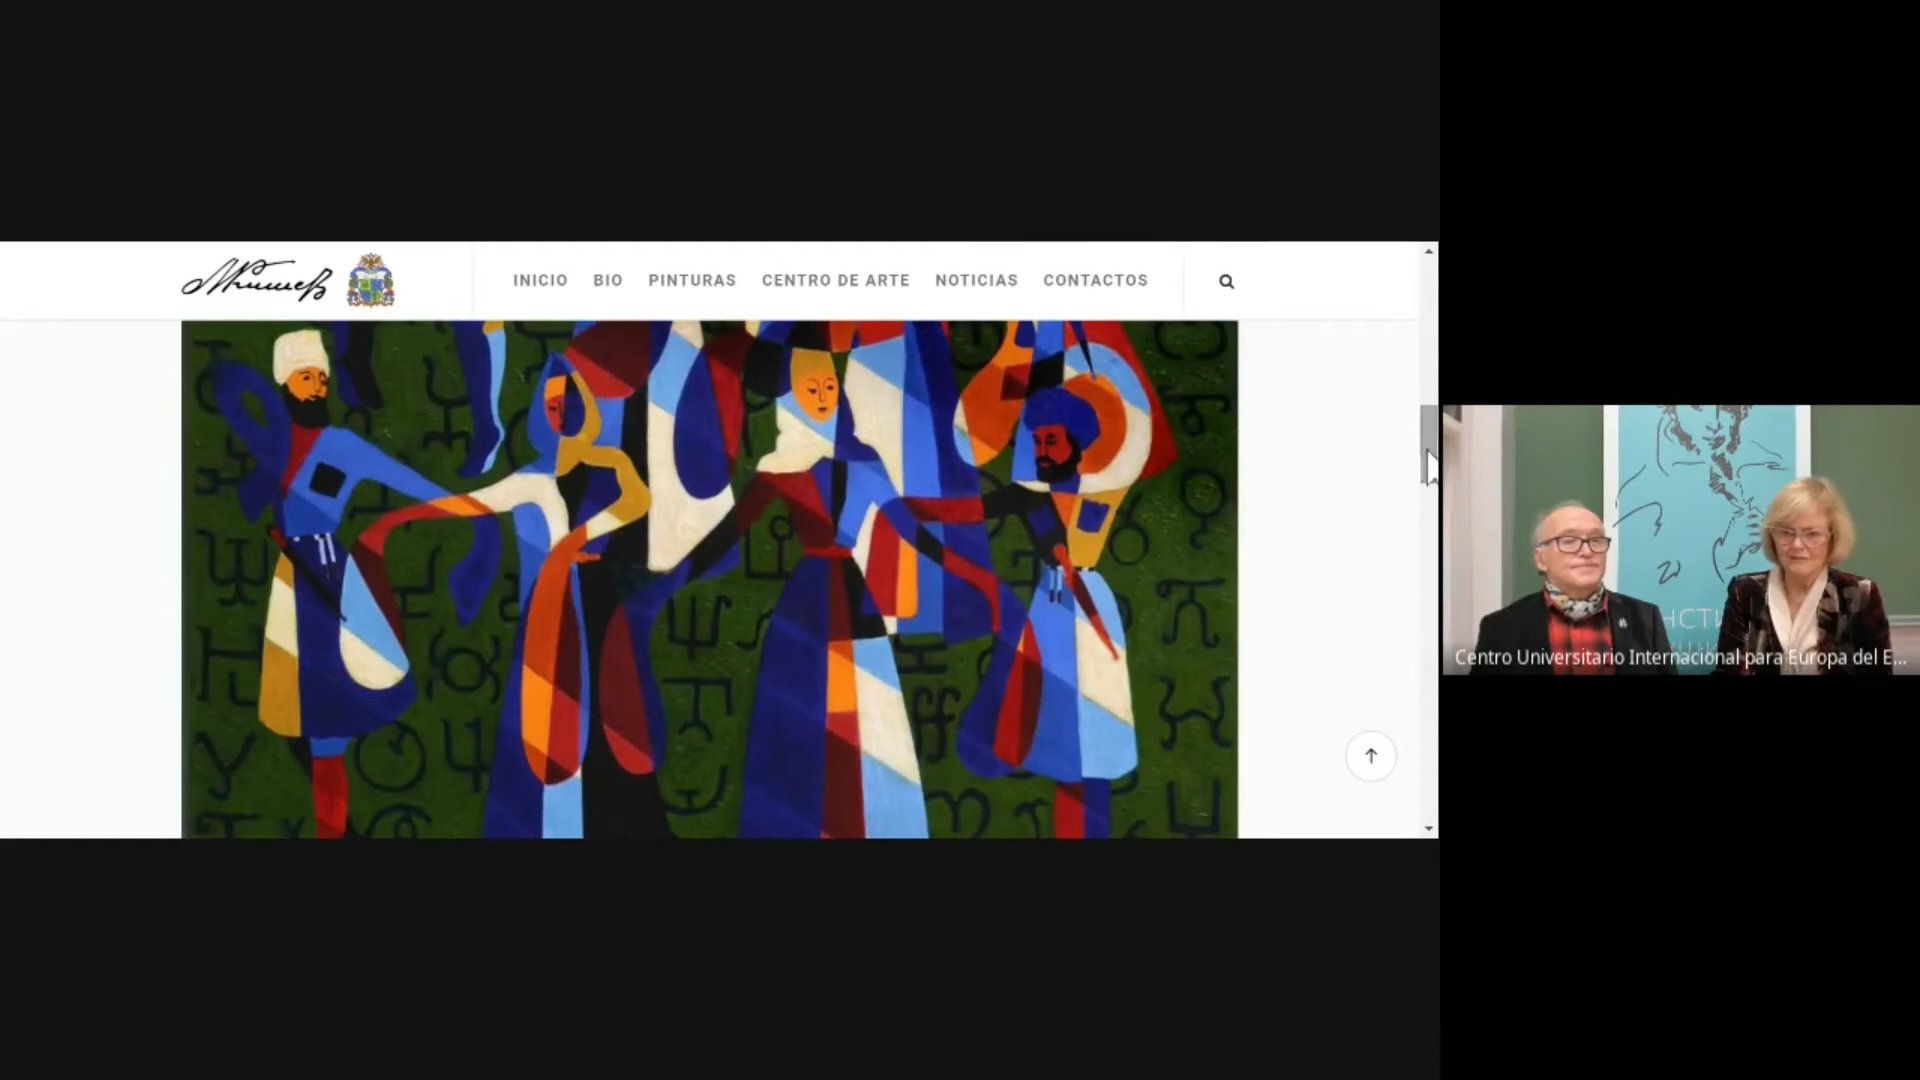 INICIO BIO PINTURAS CENTRO DE ARTE NOTICIAS CONTACTOS
Centro Universitario Internacional para Europa del E...